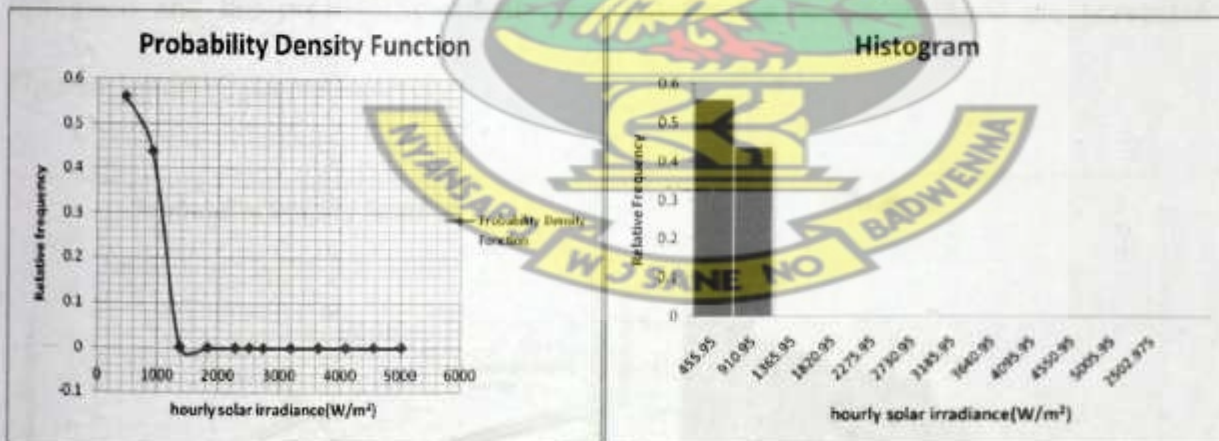 Probability Density Function
0.6
0.5
0.4
0.3
0.2
0.1
0
-0.1
Relative frequency
0 1000 2000 3000 4000 5000 6000
hourly solar irradiance(W/m²)
Probability Density
Function
Histogram
0.6
0.5
0.4
0.3
0.2
0.1
0
Relative Frequency
455.95 910.95 1365.95 1820.95 2275.95 2730.95 3185.95 3640.95 4095.95 4550.95 5005.95 2502.975
hourly solar irradiance(W/m²)
NYANSAPO
WɔSANE NO
BADWENMA